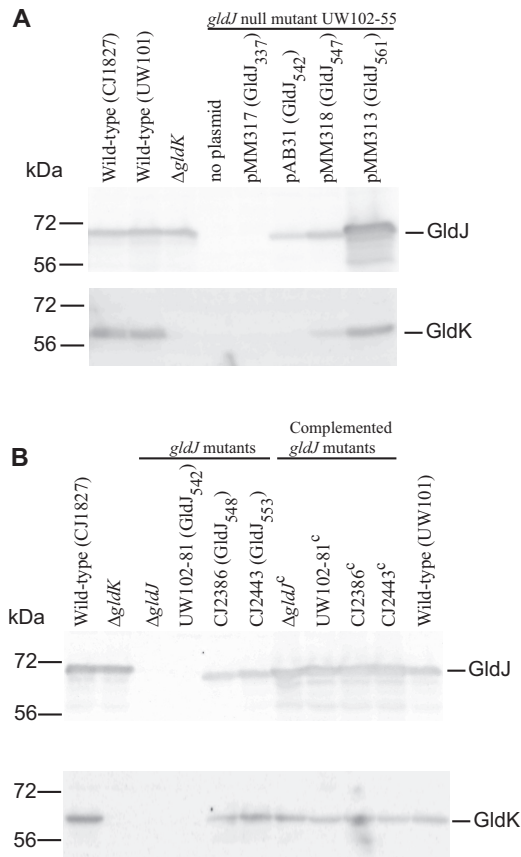 A
gldJ null mutant UW102-55
Wild-type (CJ1827)
Wild-type (UW101)
ΔgldK
no plasmid
pMM317 (GldJ337)
pAB31 (GldJ542)
pMM318 (GldJ547)
pMM313 (GldJ561)
kDa
72
56
GldJ
72
56
GldK
B
gldJ mutants
Complemented
gldJ mutants
Wild-type (CJ1827)
ΔgldK
ΔgldJ
UW102-81 (GldJ542)
CJ2386 (GldJ548)
CJ2443 (GldJ553)
ΔgldJc
UW102-81c
CJ2386c
CJ2443c
Wild-type (UW101)
kDa
72
56
GldJ
72
56
GldK